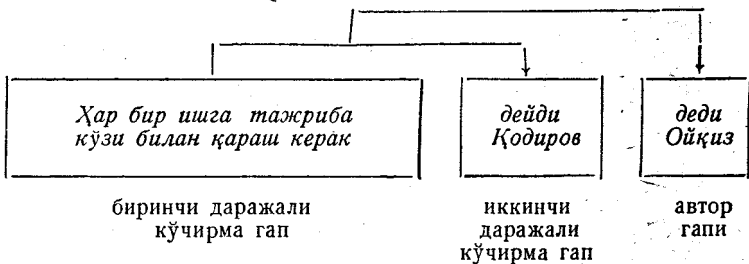 Ҳар бир ишга тажриба
кўзи билан қараш керак
дейди
Қодиров
деди
Ойқиз
биринчи даражали
кўчирма гап
иккинчи
даражали
кўчирма гап
автор
гапи